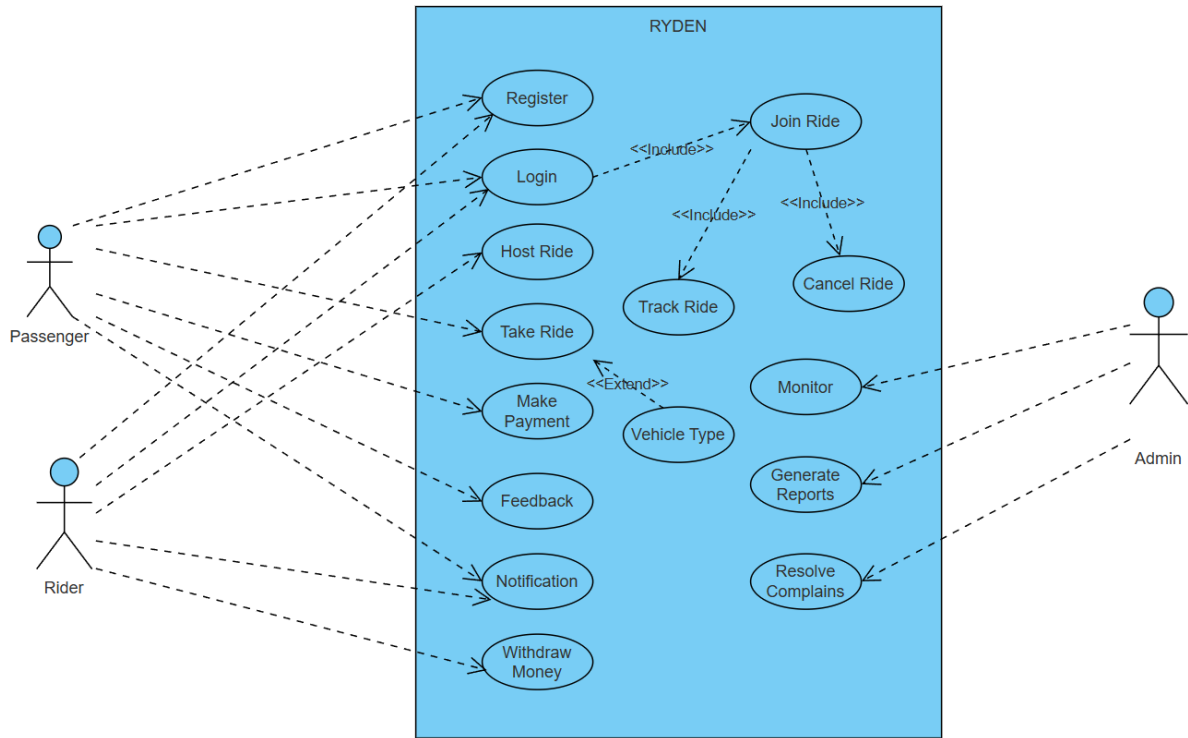 RYDEN
Register
Join Ride
<<Include>>
Login
<<Include>>
<<Include>>
Host Ride
Cancel Ride
Track Ride
Passenger
Take Ride
<<Extend>>
Monitor
Make
Payment
Vehicle Type
Admin
Generate
Reports
Feedback
Rider
Notification
Resolve
Complains
Withdraw
Money